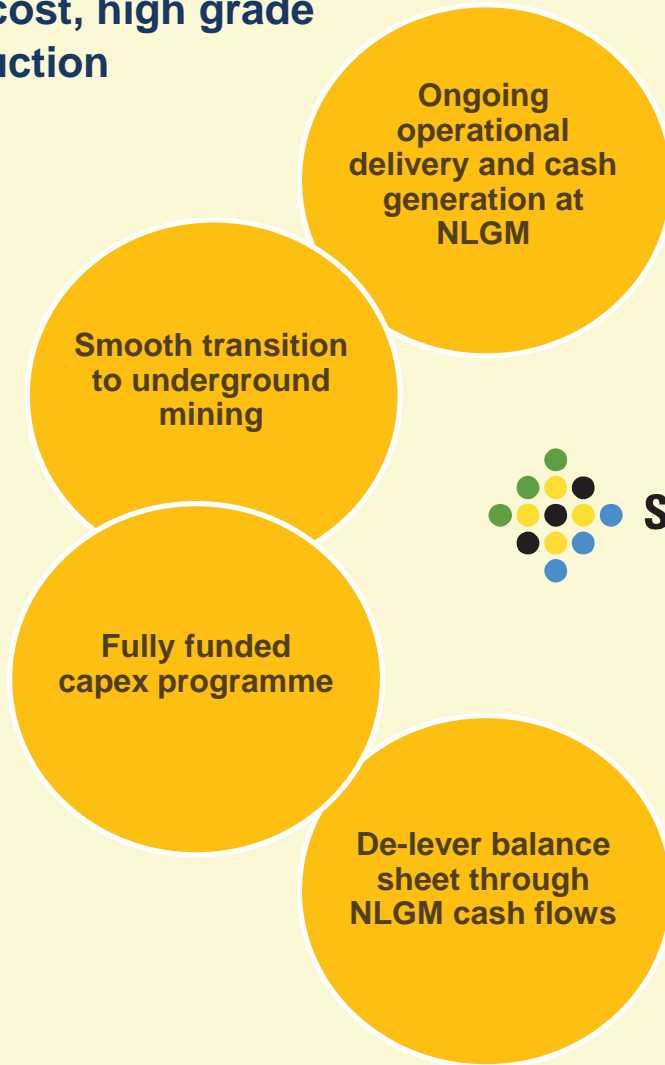 cost, high grade
Ongoing
operational
delivery and cash
generation at
NLGM
Smooth transition
to underground
mining
S
Fully funded
capex programme
De-lever balance
sheet through
NLGM cash flows